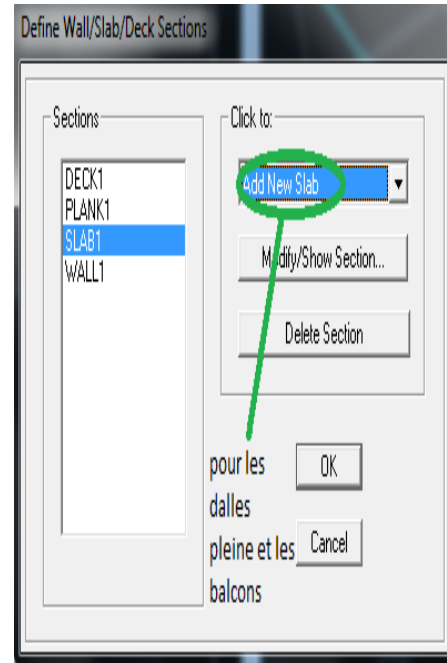 Define Wall/Slab/Deck Sections
Sections
DECK1
PLANK1
SLAB1
WALL1
Click to:
Add New Slab
Modify/Show Section...
Delete Section
pour les
dalles
pleine et les
balcons
OK
Cancel